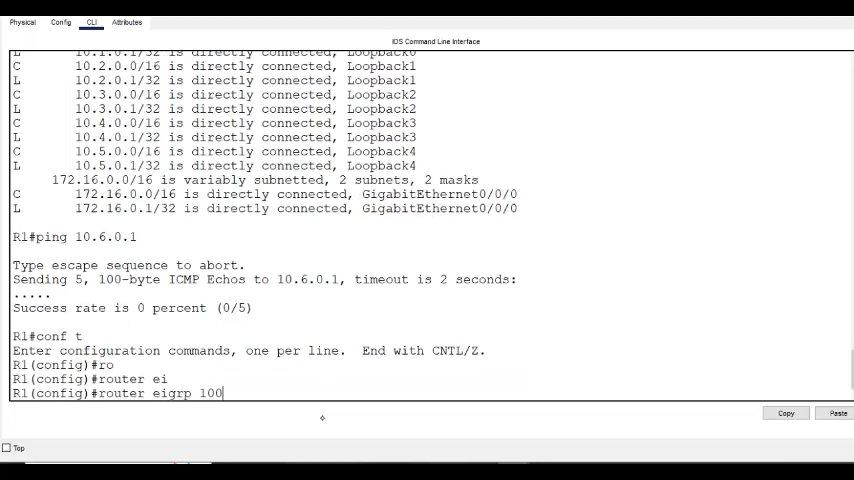 Physical Config CLI Attributes
IOS Command Line Interface
L 10.1.0.1/32 is directly connected, Loopback0
C 10.2.0.0/16 is directly connected, Loopback1
L 10.2.0.1/32 is directly connected, Loopback1
C 10.3.0.0/16 is directly connected, Loopback2
L 10.3.0.1/32 is directly connected, Loopback2
C 10.4.0.0/16 is directly connected, Loopback3
L 10.4.0.1/32 is directly connected, Loopback3
C 10.5.0.0/16 is directly connected, Loopback4
L 10.5.0.1/32 is directly connected, Loopback4
172.16.0.0/16 is variably subnetted, 2 subnets, 2 masks
C 172.16.0.0/16 is directly connected, GigabitEthernet0/0/0
L 172.16.0.1/32 is directly connected, GigabitEthernet0/0/0
R1#ping 10.6.0.1
Type escape sequence to abort.
Sending 5, 100-byte ICMP Echos to 10.6.0.1, timeout is 2 seconds:
.....
Success rate is 0 percent (0/5)
R1#conf t
Enter configuration commands, one per line. End with CNTL/Z.
R1(config)#ro
R1(config)#router ei
R1(config)#router eigrp 100
Copy Paste
Top